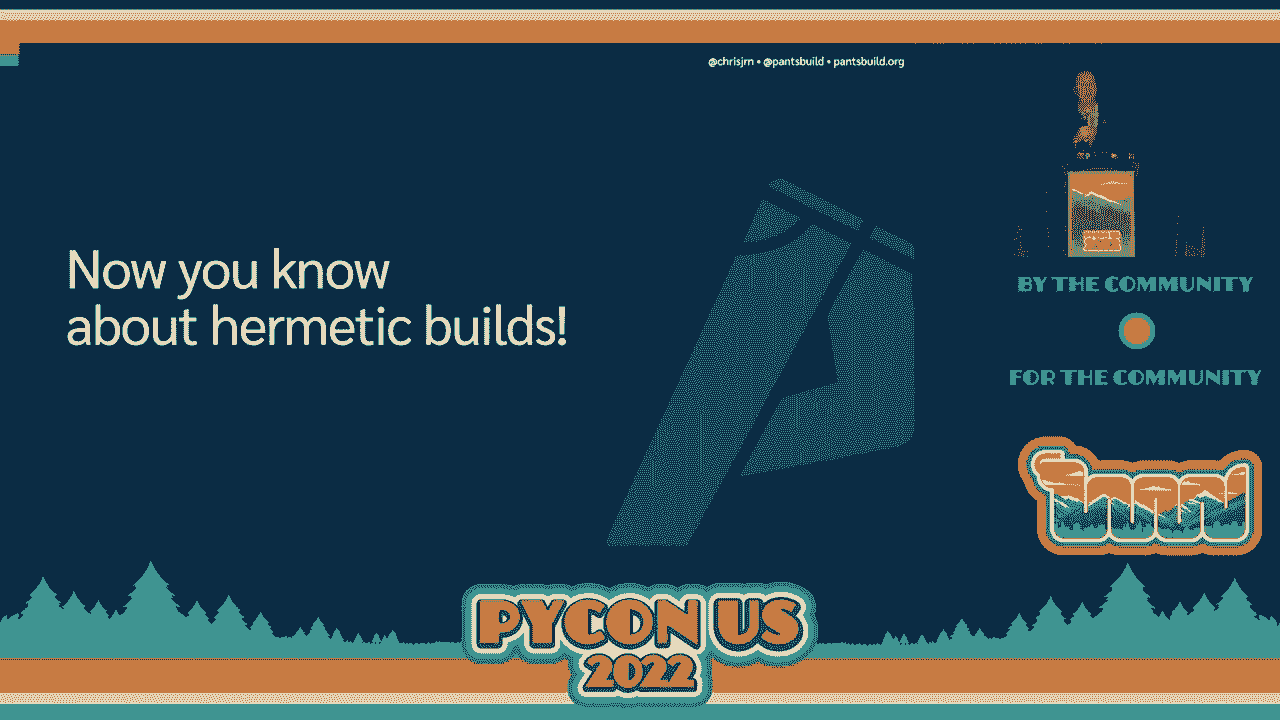 @chrisjrn • @pantsbuild • pantsbuild.org
Now you know
about hermetic builds!
BY THE COMMUNITY
FOR THE COMMUNITY
PYCON US
2022